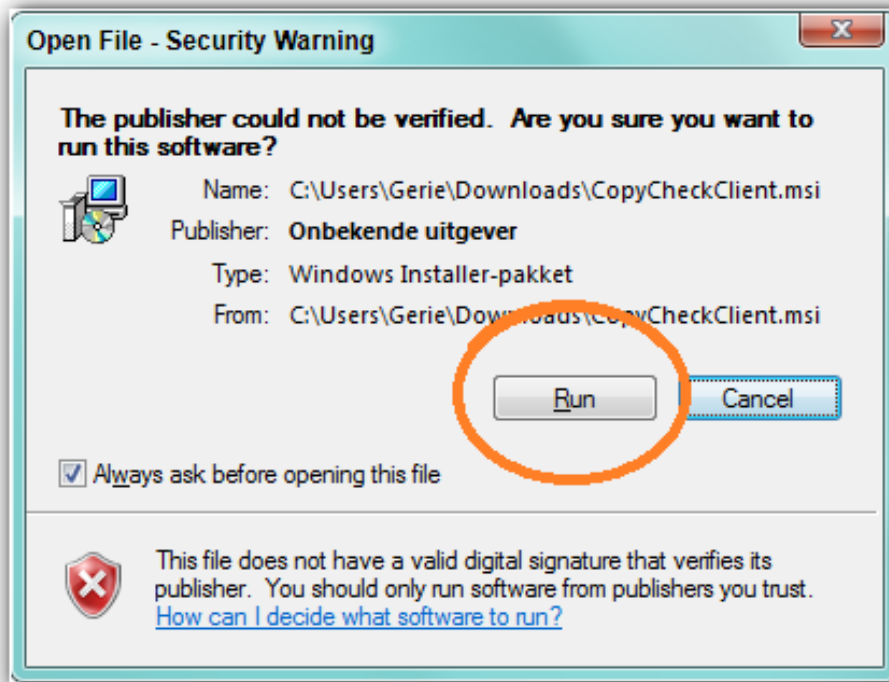 Open File - Security Warning
The publisher could not be verified.  Are you sure you want to
run this software?
Name: C:\Users\Gerie\Downloads\CopyCheckClient.msi
Publisher: Onbekende uitgever
Type: Windows Installer-pakket
From: C:\Users\Gerie\Downloads\CopyCheckClient.msi
Run Cancel
Always ask before opening this file
This file does not have a valid digital signature that verifies its
publisher.  You should only run software from publishers you trust.
How can I decide what software to run?